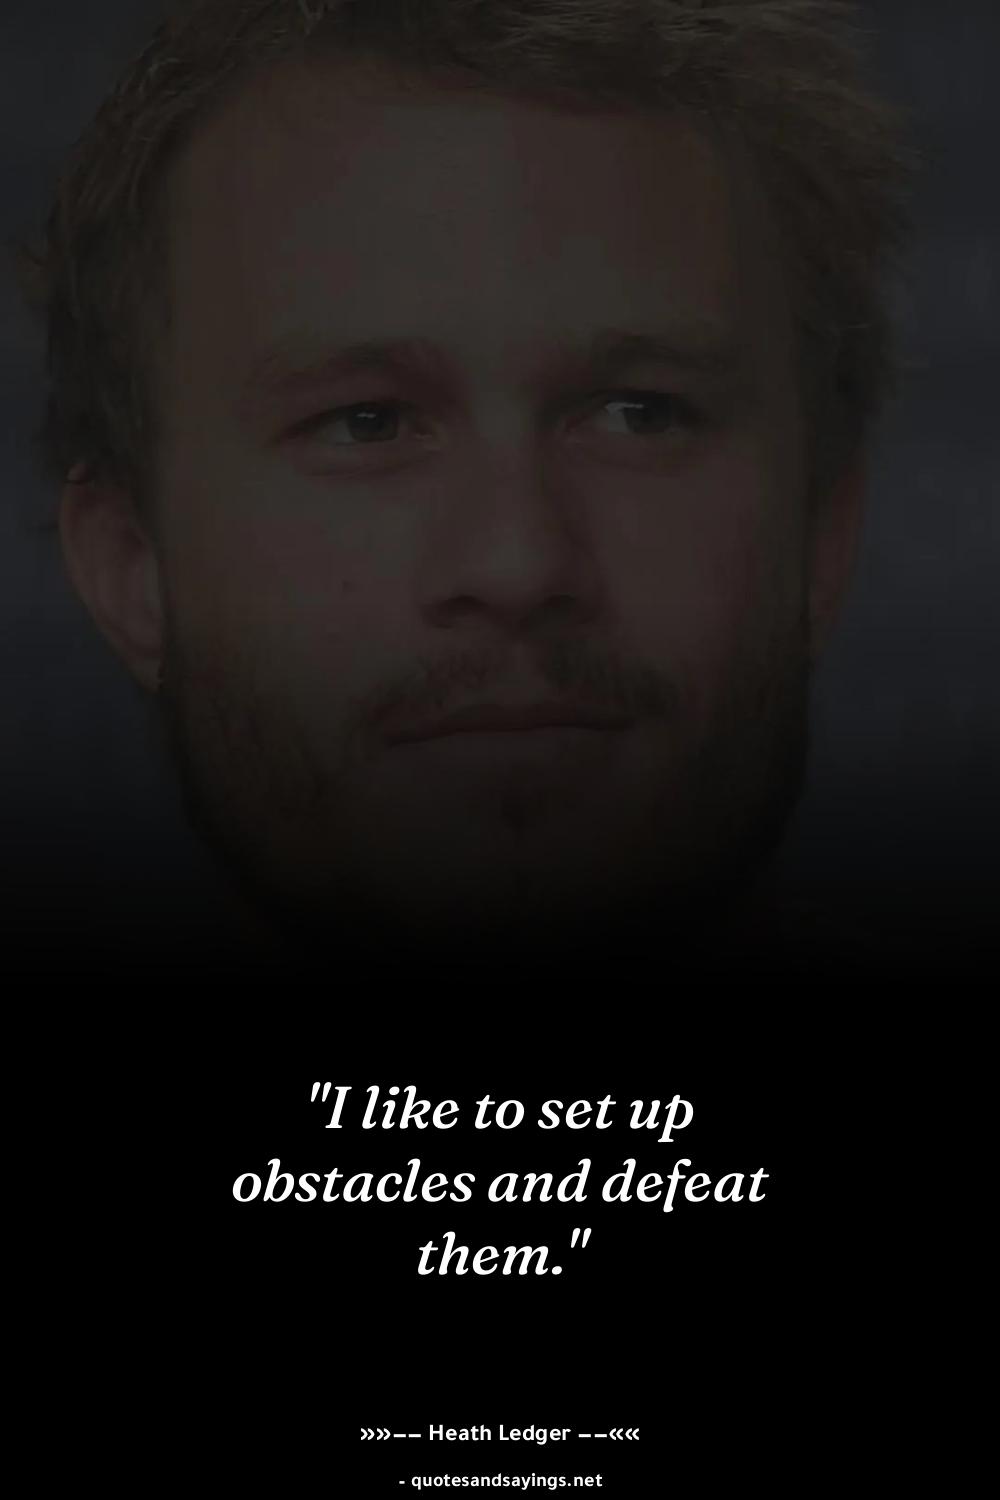 "I like to set up
obstacles and defeat
them."
»»−− Heath Ledger −−««
- quotesandsayings.net